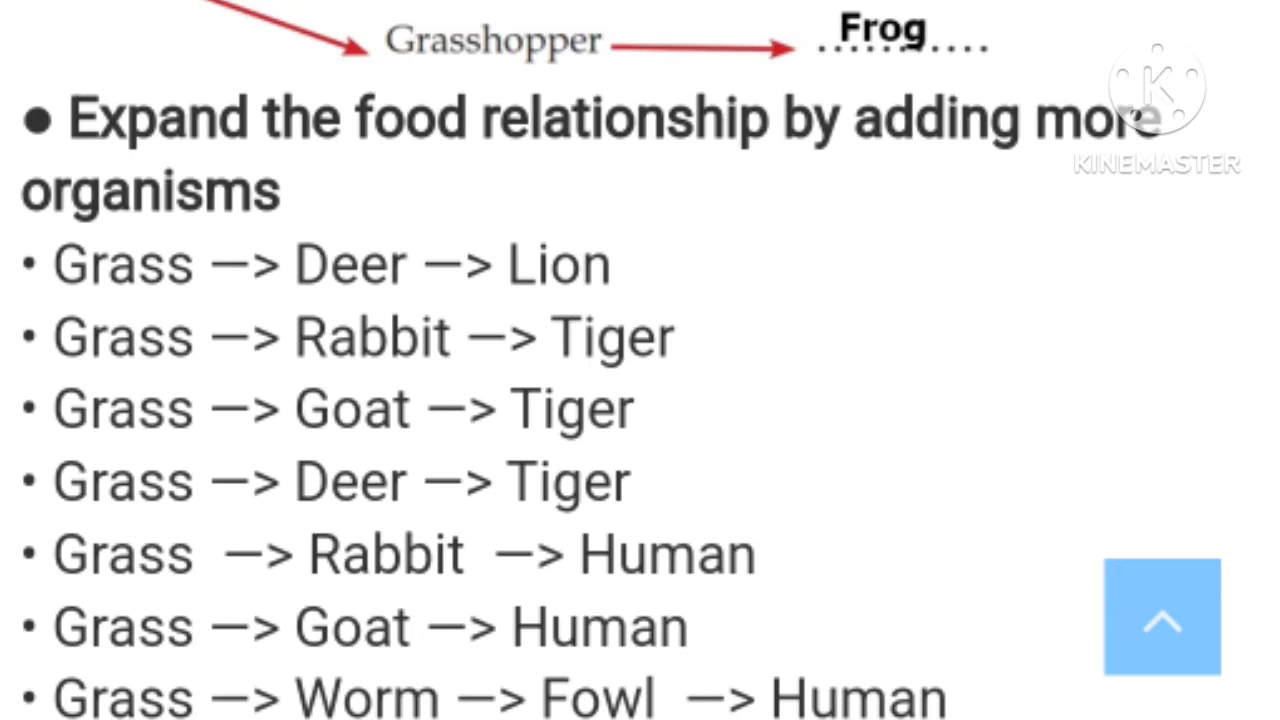 Grasshopper Frog
● Expand the food relationship by adding more
organisms
• Grass —> Deer —> Lion
• Grass —> Rabbit —> Tiger
• Grass —> Goat —> Tiger
• Grass —> Deer —> Tiger
• Grass —> Rabbit —> Human
• Grass —> Goat —> Human
• Grass —> Worm —> Fowl —> Human
K
KINEMASTER